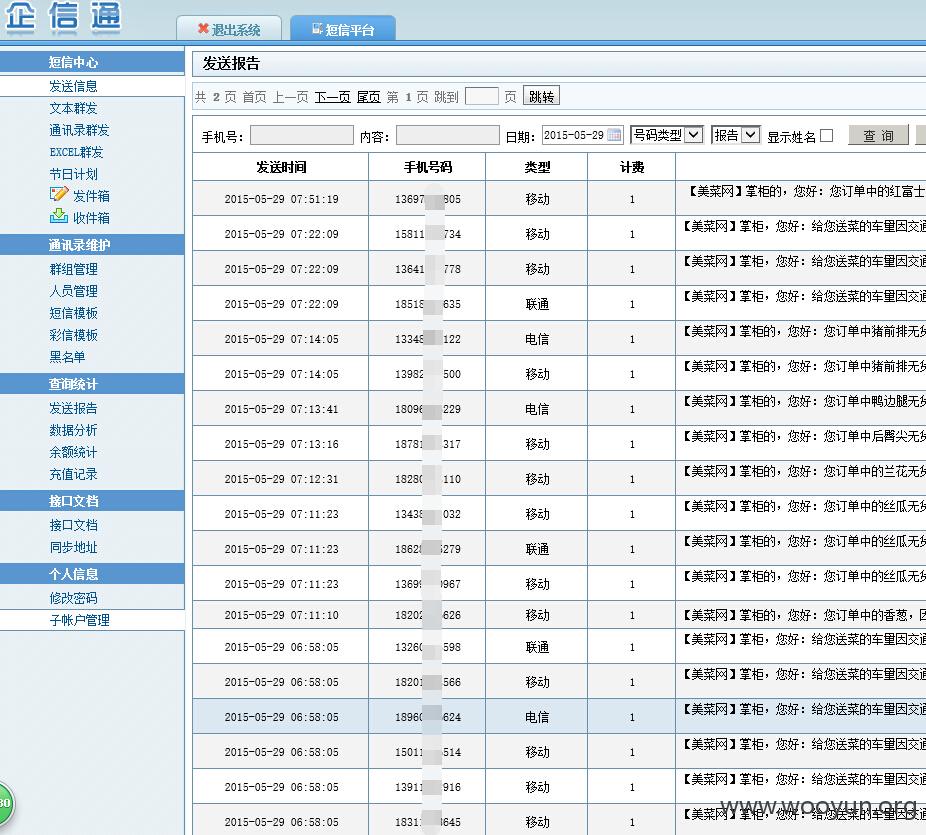 企信通
退出系统 短信平台
短信中心
发送信息
文本群发
通讯录群发
EXCEL群发
节日计划
发件箱
收件箱
通讯录维护
群组管理
人员管理
短信模板
彩信模板
黑名单
查询统计
发送报告
数据分析
余额统计
充值记录
接口文档
接口文档
同步地址
个人信息
修改密码
子帐户管理
80
发送报告
共 2 页 首页 上一页 下一页 尾页 第 1 页 跳到 页 跳转
手机号: 内容: 日期: 2015-05-29 号码类型 报告 显示姓名 查 询
发送时间 手机号码 类型 计费
2015-05-29 07:51:19 13697 805 移动 1 【美菜网】掌柜的，您好：您订单中的红富士
2015-05-29 07:22:09 15811 734 移动 1 【美菜网】掌柜，您好：给您送菜的车量因交通
2015-05-29 07:22:09 13641 778 移动 1 【美菜网】掌柜，您好：给您送菜的车量因交通
2015-05-29 07:22:09 18518 635 联通 1 【美菜网】掌柜，您好：给您送菜的车量因交通
2015-05-29 07:14:05 13348 122 电信 1 【美菜网】掌柜的，您好：您订单中猪前排无货
2015-05-29 07:14:05 13982 500 移动 1 【美菜网】掌柜的，您好：您订单中猪前排无货
2015-05-29 07:13:41 18096 229 电信 1 【美菜网】掌柜的，您好：您订单中鸭边腿无货
2015-05-29 07:13:16 18781 317 移动 1 【美菜网】掌柜的，您好：您订单中后臀尖无货
2015-05-29 07:12:31 18280 110 移动 1 【美菜网】掌柜的，您好：您订单中的兰花无货
2015-05-29 07:11:23 13438 032 移动 1 【美菜网】掌柜的，您好：您订单中的丝瓜无货
2015-05-29 07:11:23 18628 279 联通 1 【美菜网】掌柜的，您好：您订单中的丝瓜无货
2015-05-29 07:11:23 13699 967 移动 1 【美菜网】掌柜的，您好：您订单中的丝瓜无货
2015-05-29 07:11:10 18202 626 移动 1 【美菜网】掌柜的，您好：您订单中的香葱，因
2015-05-29 06:58:05 13260 598 联通 1 【美菜网】掌柜，您好：给您送菜的车量因交通
2015-05-29 06:58:05 18201 566 移动 1 【美菜网】掌柜，您好：给您送菜的车量因交通
2015-05-29 06:58:05 18960 624 电信 1 【美菜网】掌柜，您好：给您送菜的车量因交通
2015-05-29 06:58:05 15011 514 移动 1 【美菜网】掌柜，您好：给您送菜的车量因交通
2015-05-29 06:58:05 13911 916 移动 1 【美菜网】掌柜，您好：给您送菜的车量因交通
2015-05-29 06:58:05 18311 645 移动 1 【美菜网】掌柜，您好：给您送菜的车量因交通
www.wooyun.org